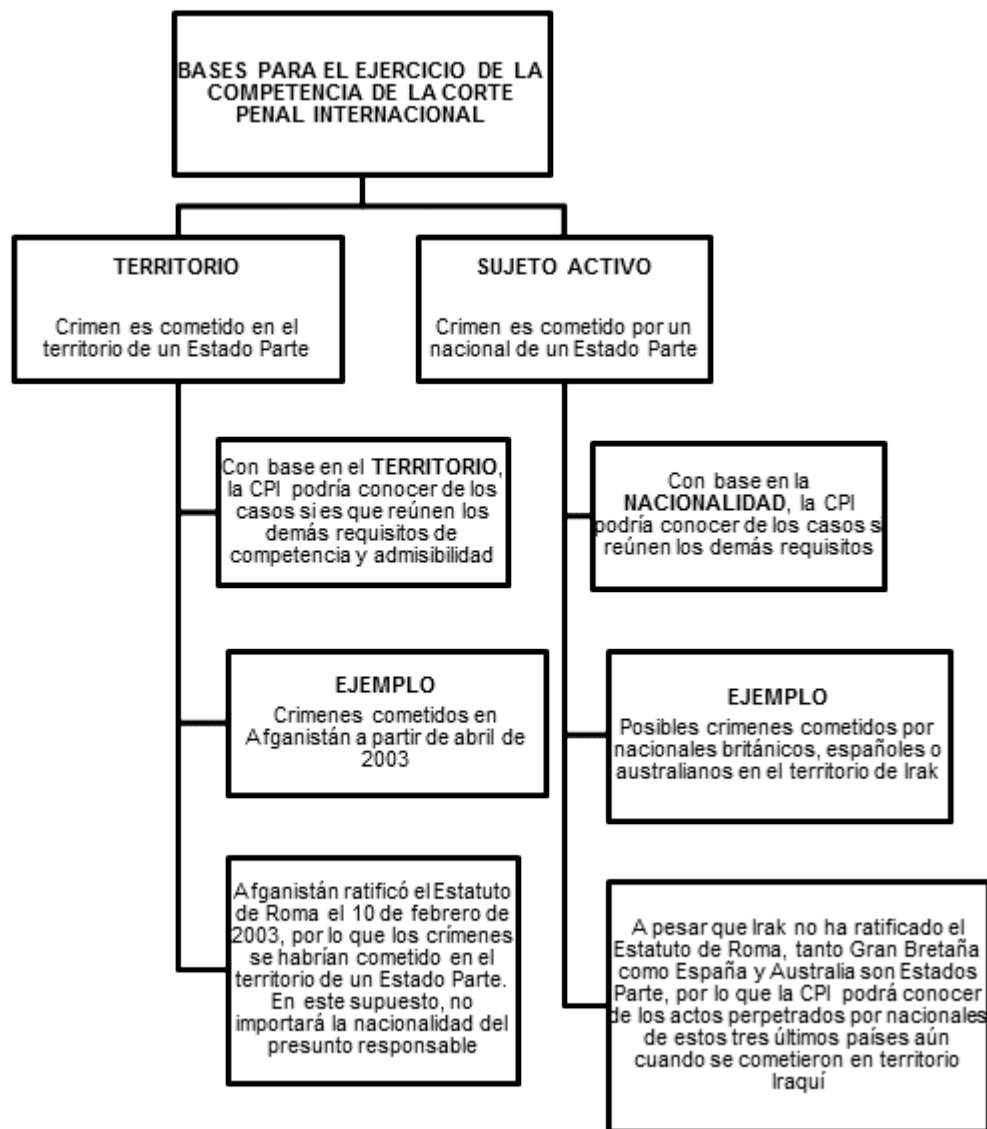 BASES PARA EL EJERCICIO DE LA
COMPETENCIA DE LA CORTE
PENAL INTERNACIONAL
TERRITORIO
Crimen es cometido en el
territorio de un Estado Parte
SUJETO ACTIVO
Crimen es cometido por un
nacional de un Estado Parte
Con base en el TERRITORIO,
la CPI podría conocer de los
casos si es que reúnen los
demás requisitos de
competencia y admisibilidad
Con base en la
NACIONALIDAD, la CPI
podría conocer de los casos si
reúnen los demás requisitos
EJEMPLO
Crimenes cometidos en
Afganistán a partir de abril de
2003
EJEMPLO
Posibles crimenes cometidos por
nacionales británicos, españoles o
australianos en el territorio de Irak
Afganistán ratificó el Estatuto
de Roma el 10 de febrero de
2003, por lo que los crímenes
se habrían cometido en el
territorio de un Estado Parte.
En este supuesto, no
importará la nacionalidad del
presunto responsable
A pesar que Irak no ha ratificado el
Estatuto de Roma, tanto Gran Bretaña
como España y Australia son Estados
Parte, por lo que la CPI podrá conocer
de los actos perpetrados por nacionales
de estos tres últimos países aún
cuando se cometieron en territorio
Iraquí